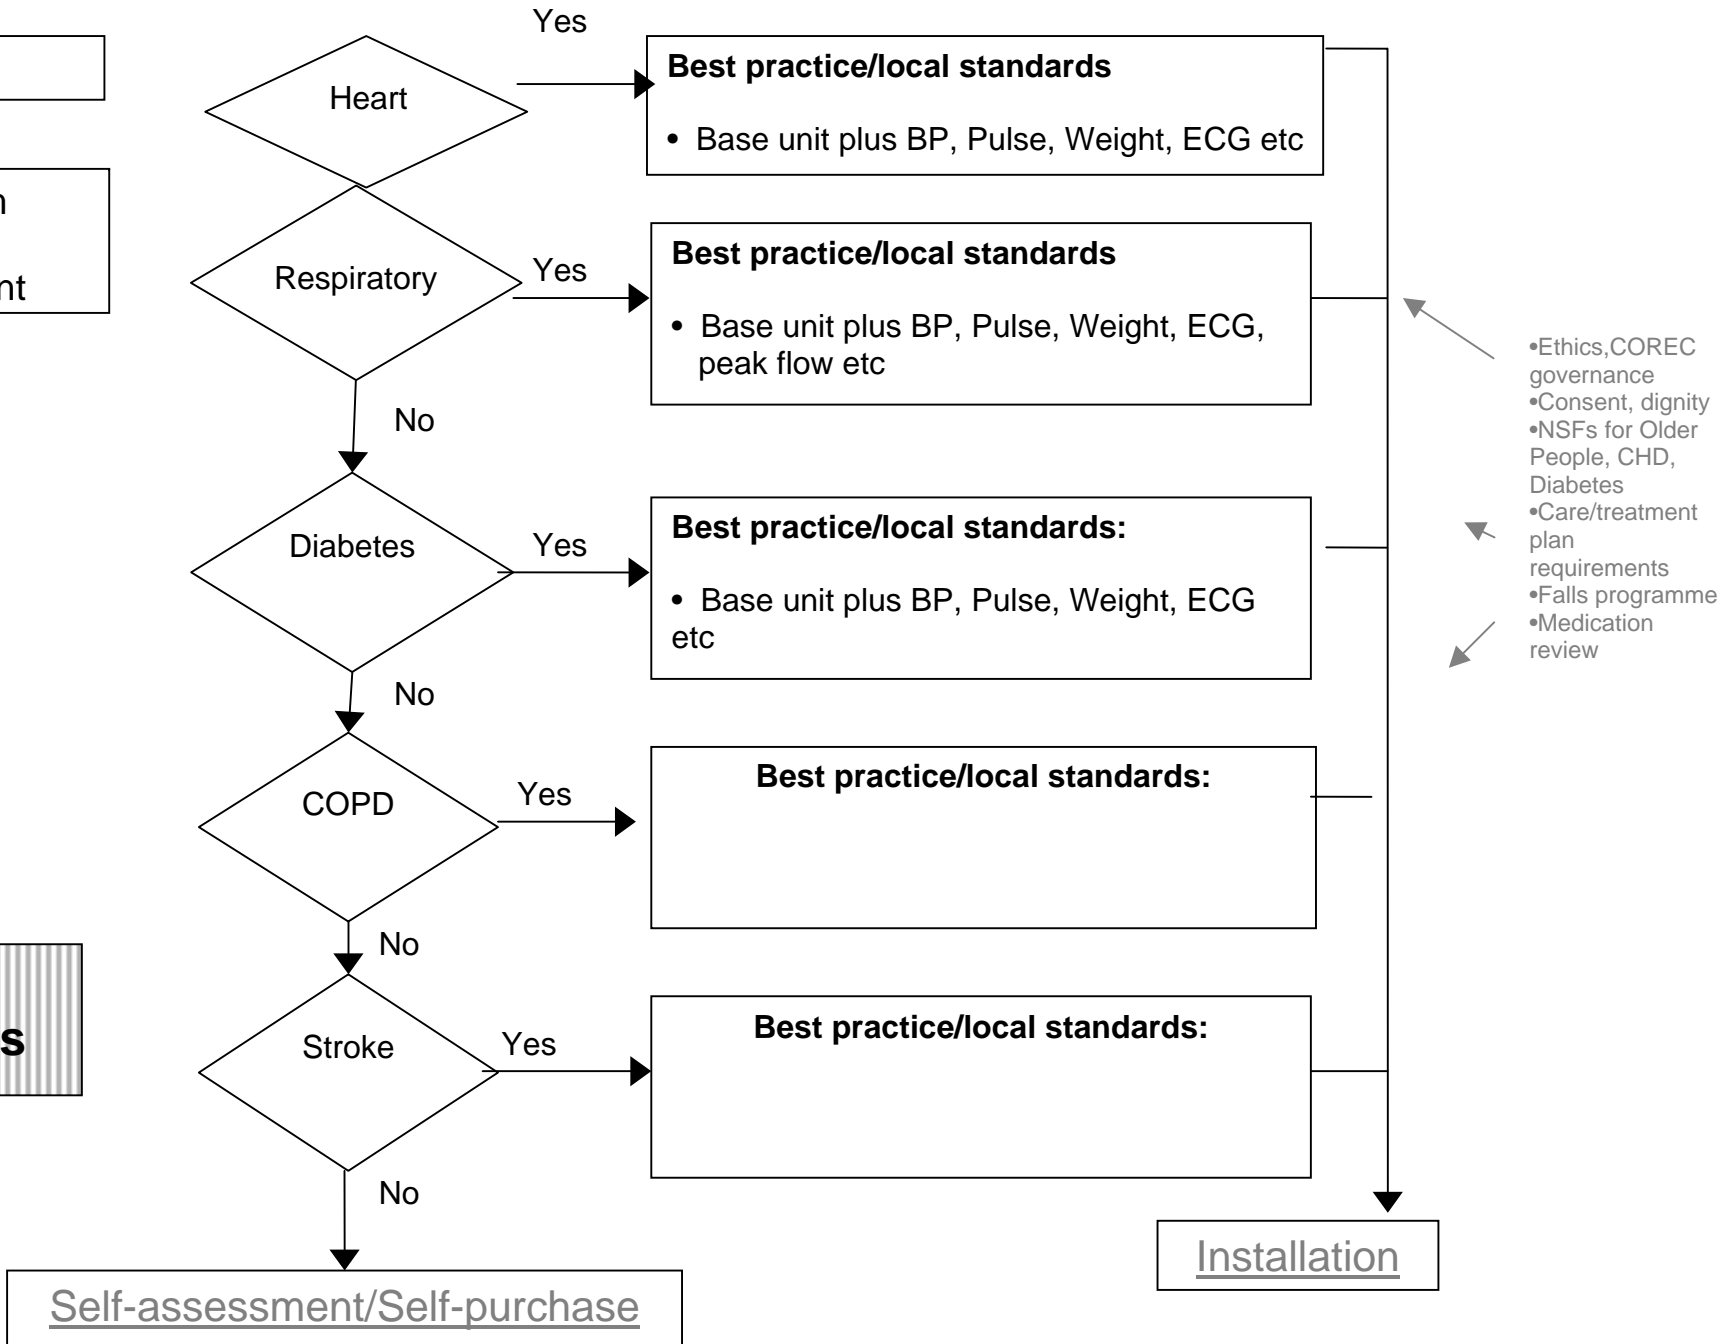 Yes
Heart
Best practice/local standards
• Base unit plus BP, Pulse, Weight, ECG etc
Respiratory
Yes
Best practice/local standards
• Base unit plus BP, Pulse, Weight, ECG,
peak flow etc
No
nt
•Ethics,COREC
governance
•Consent, dignity
•NSFs for Older
People, CHD,
Diabetes
•Care/treatment
plan
requirements
•Falls programme
•Medication
review
Diabetes
Yes
Best practice/local standards:
• Base unit plus BP, Pulse, Weight, ECG
etc
No
COPD
Yes
Best practice/local standards:
No
s
Stroke
Yes
Best practice/local standards:
No
Installation
Self-assessment/Self-purchase